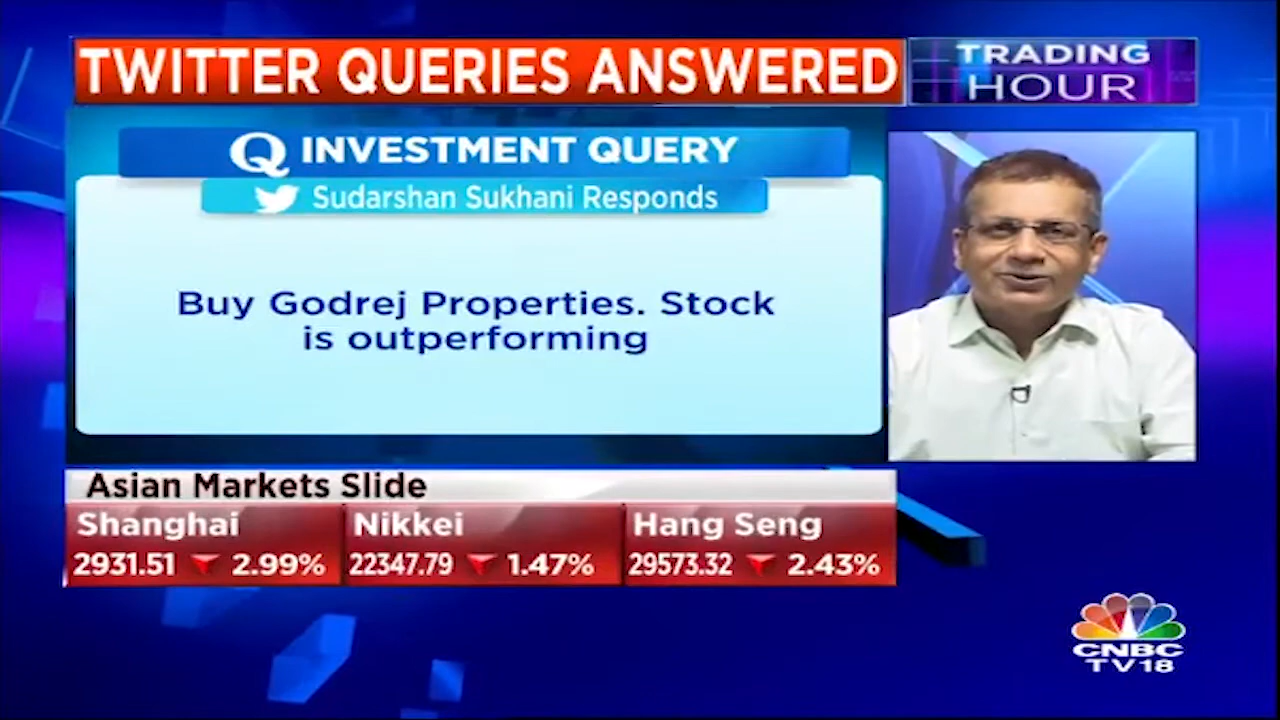 TWITTER QUERIES ANSWERED
TRADING
HOUR
Q INVESTMENT QUERY
Sudarshan Sukhani Responds
Buy Godrej Properties. Stock
is outperforming
Asian Markets Slide
Shanghai
2931.51 2.99%
Nikkei
22347.79 1.47%
Hang Seng
29573.32 2.43%
CNBC
TV18